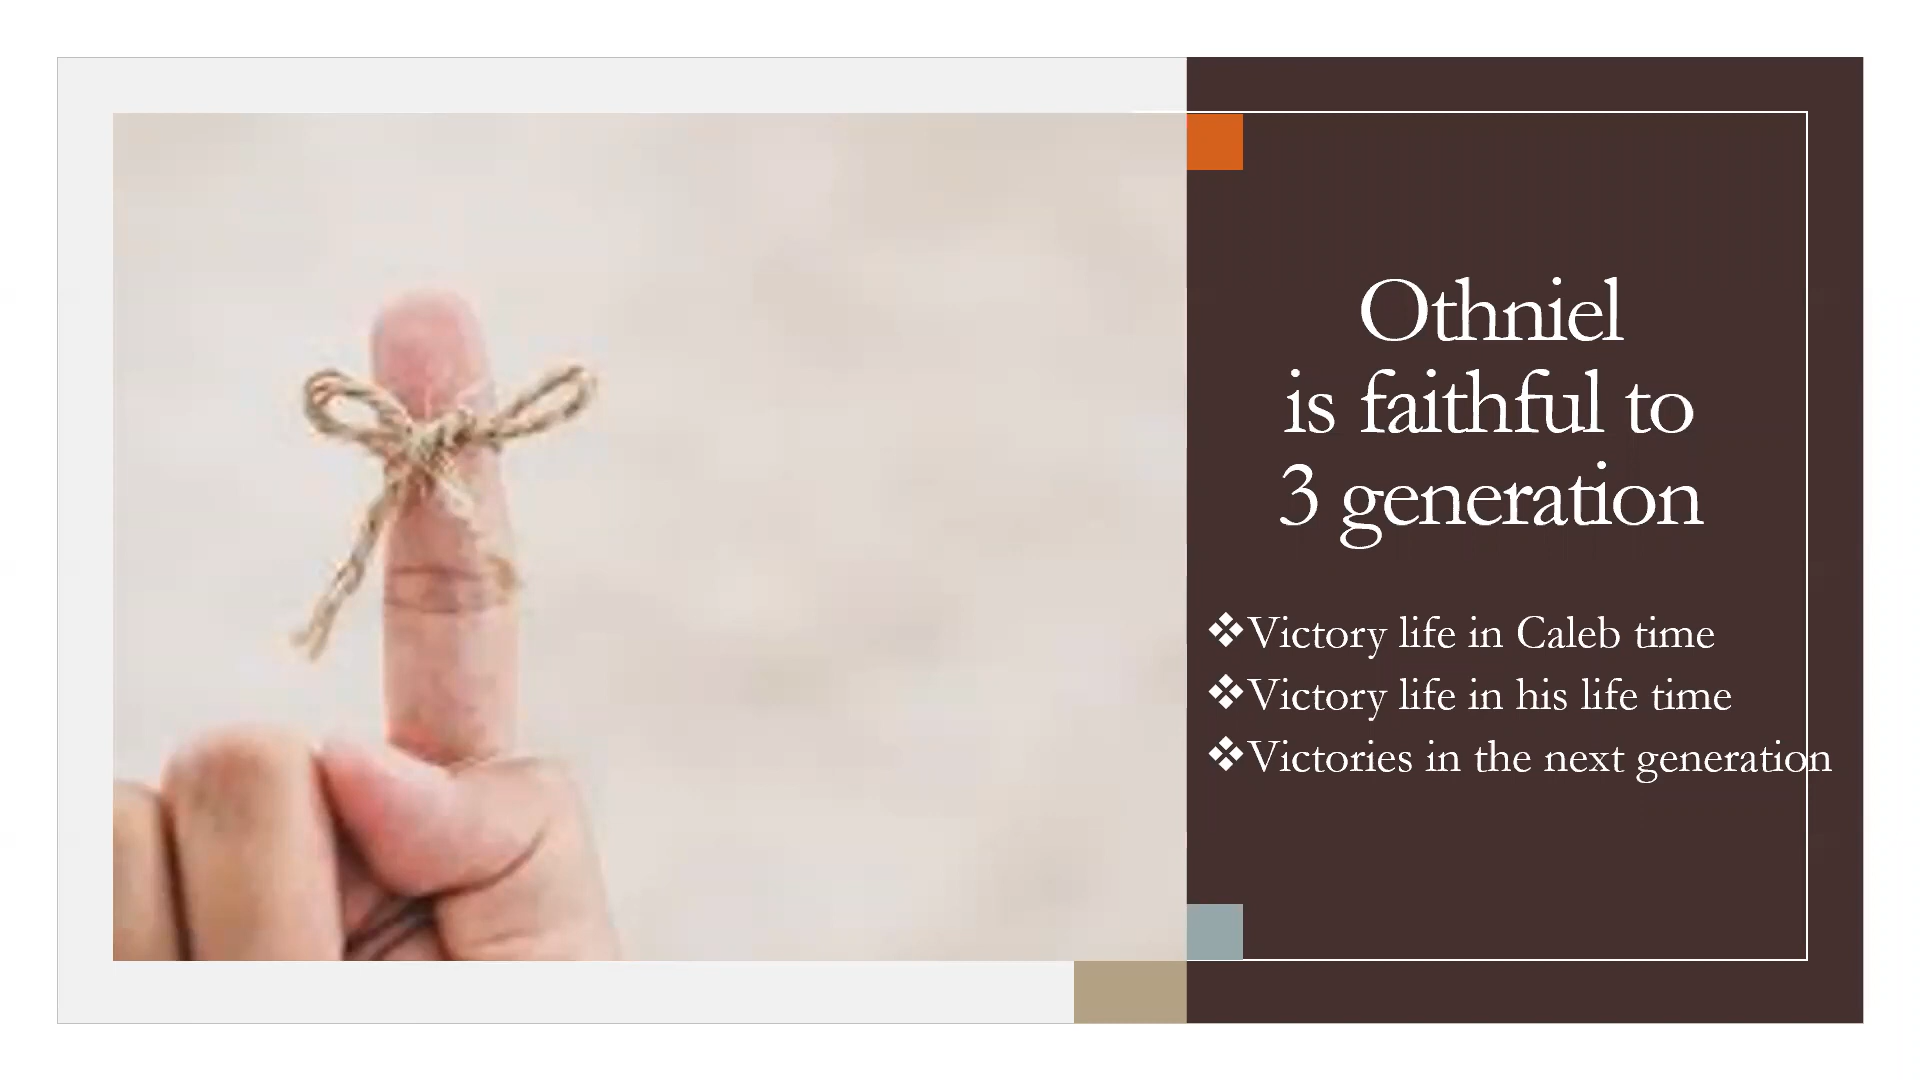 Othniel
is faithful to
3 generation
❖Victory life in Caleb time
❖Victory life in his life time
❖Victories in the next generation